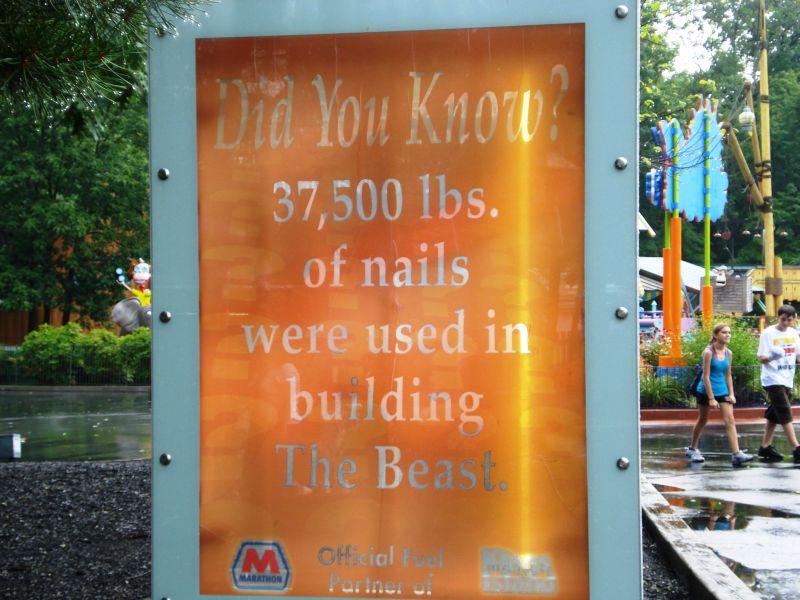 Did You Know?
37,500 lbs.
of nails
were used in
building
The Beast.
MARATHON
Official Fuel
Partner of